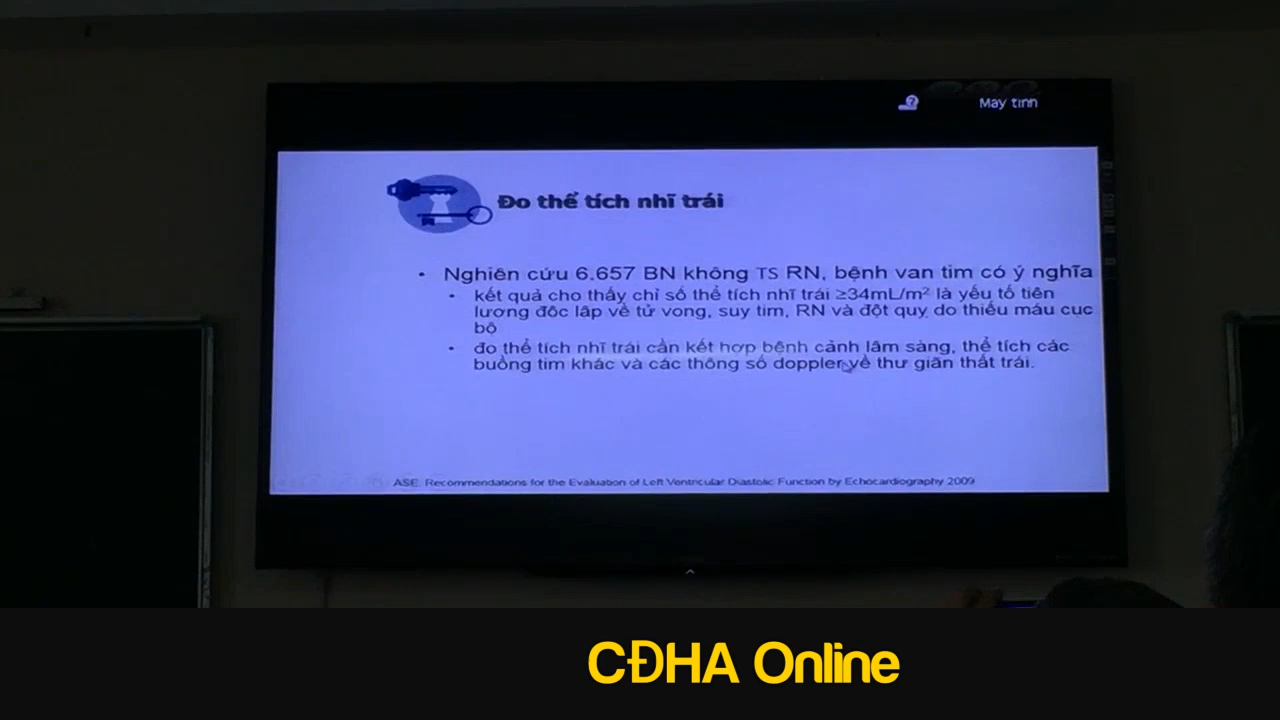 May tinh
Đo thể tích nhĩ trái
• Nghiên cứu 6.657 BN không TS RN, bệnh van tim có ý nghĩa
• kết quả cho thấy chỉ số thể tích nhĩ trái ≥34mL/m² là yếu tố tiên
lượng độc lập về tử vong, suy tim, RN và đột quỵ do thiếu máu cục
bộ
• đo thể tích nhĩ trái cần kết hợp bệnh cảnh lâm sàng, thể tích các
buồng tim khác và các thông số doppler về thư giãn thất trái.
ASE. Recommendations for the Evaluation of Left Ventricular Diastolic Function by Echocardiography 2009
CĐHA Online